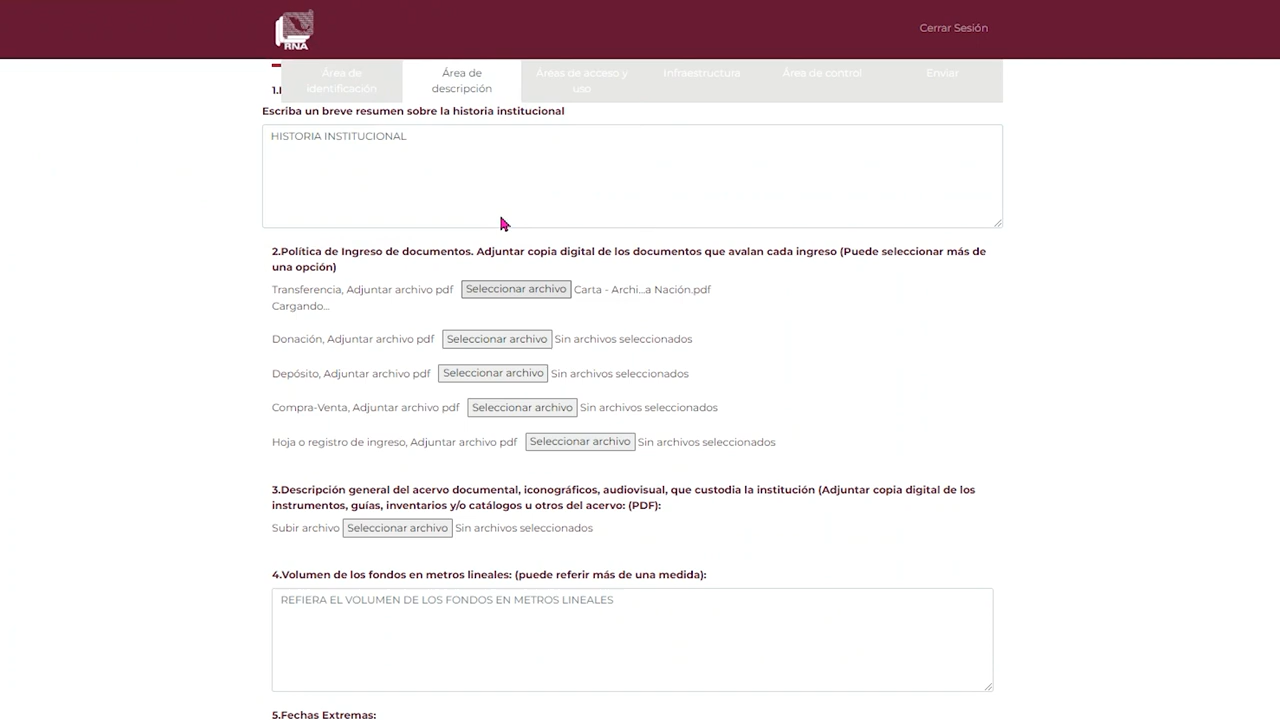 RNA
Cerrar Sesión
Área de identificación
Área de descripción
Áreas de acceso y uso
Infraestructura
Área de control
Enviar
Escriba un breve resumen sobre la historia institucional
HISTORIA INSTITUCIONAL
2.Política de Ingreso de documentos. Adjuntar copia digital de los documentos que avalan cada ingreso (Puede seleccionar más de
una opción)
Transferencia, Adjuntar archivo pdf Seleccionar archivo Carta - Archi...a Nación.pdf
Cargando...
Donación, Adjuntar archivo pdf Seleccionar archivo Sin archivos seleccionados
Depósito, Adjuntar archivo pdf Seleccionar archivo Sin archivos seleccionados
Compra-Venta, Adjuntar archivo pdf Seleccionar archivo Sin archivos seleccionados
Hoja o registro de ingreso, Adjuntar archivo pdf Seleccionar archivo Sin archivos seleccionados
3.Descripción general del acervo documental, iconográficos, audiovisual, que custodia la institución (Adjuntar copia digital de los
instrumentos, guías, inventarios y/o catálogos u otros del acervo: (PDF):
Subir archivo Seleccionar archivo Sin archivos seleccionados
4.Volumen de los fondos en metros lineales: (puede referir más de una medida):
REFIERA EL VOLUMEN DE LOS FONDOS EN METROS LINEALES
5.Fechas Extremas: